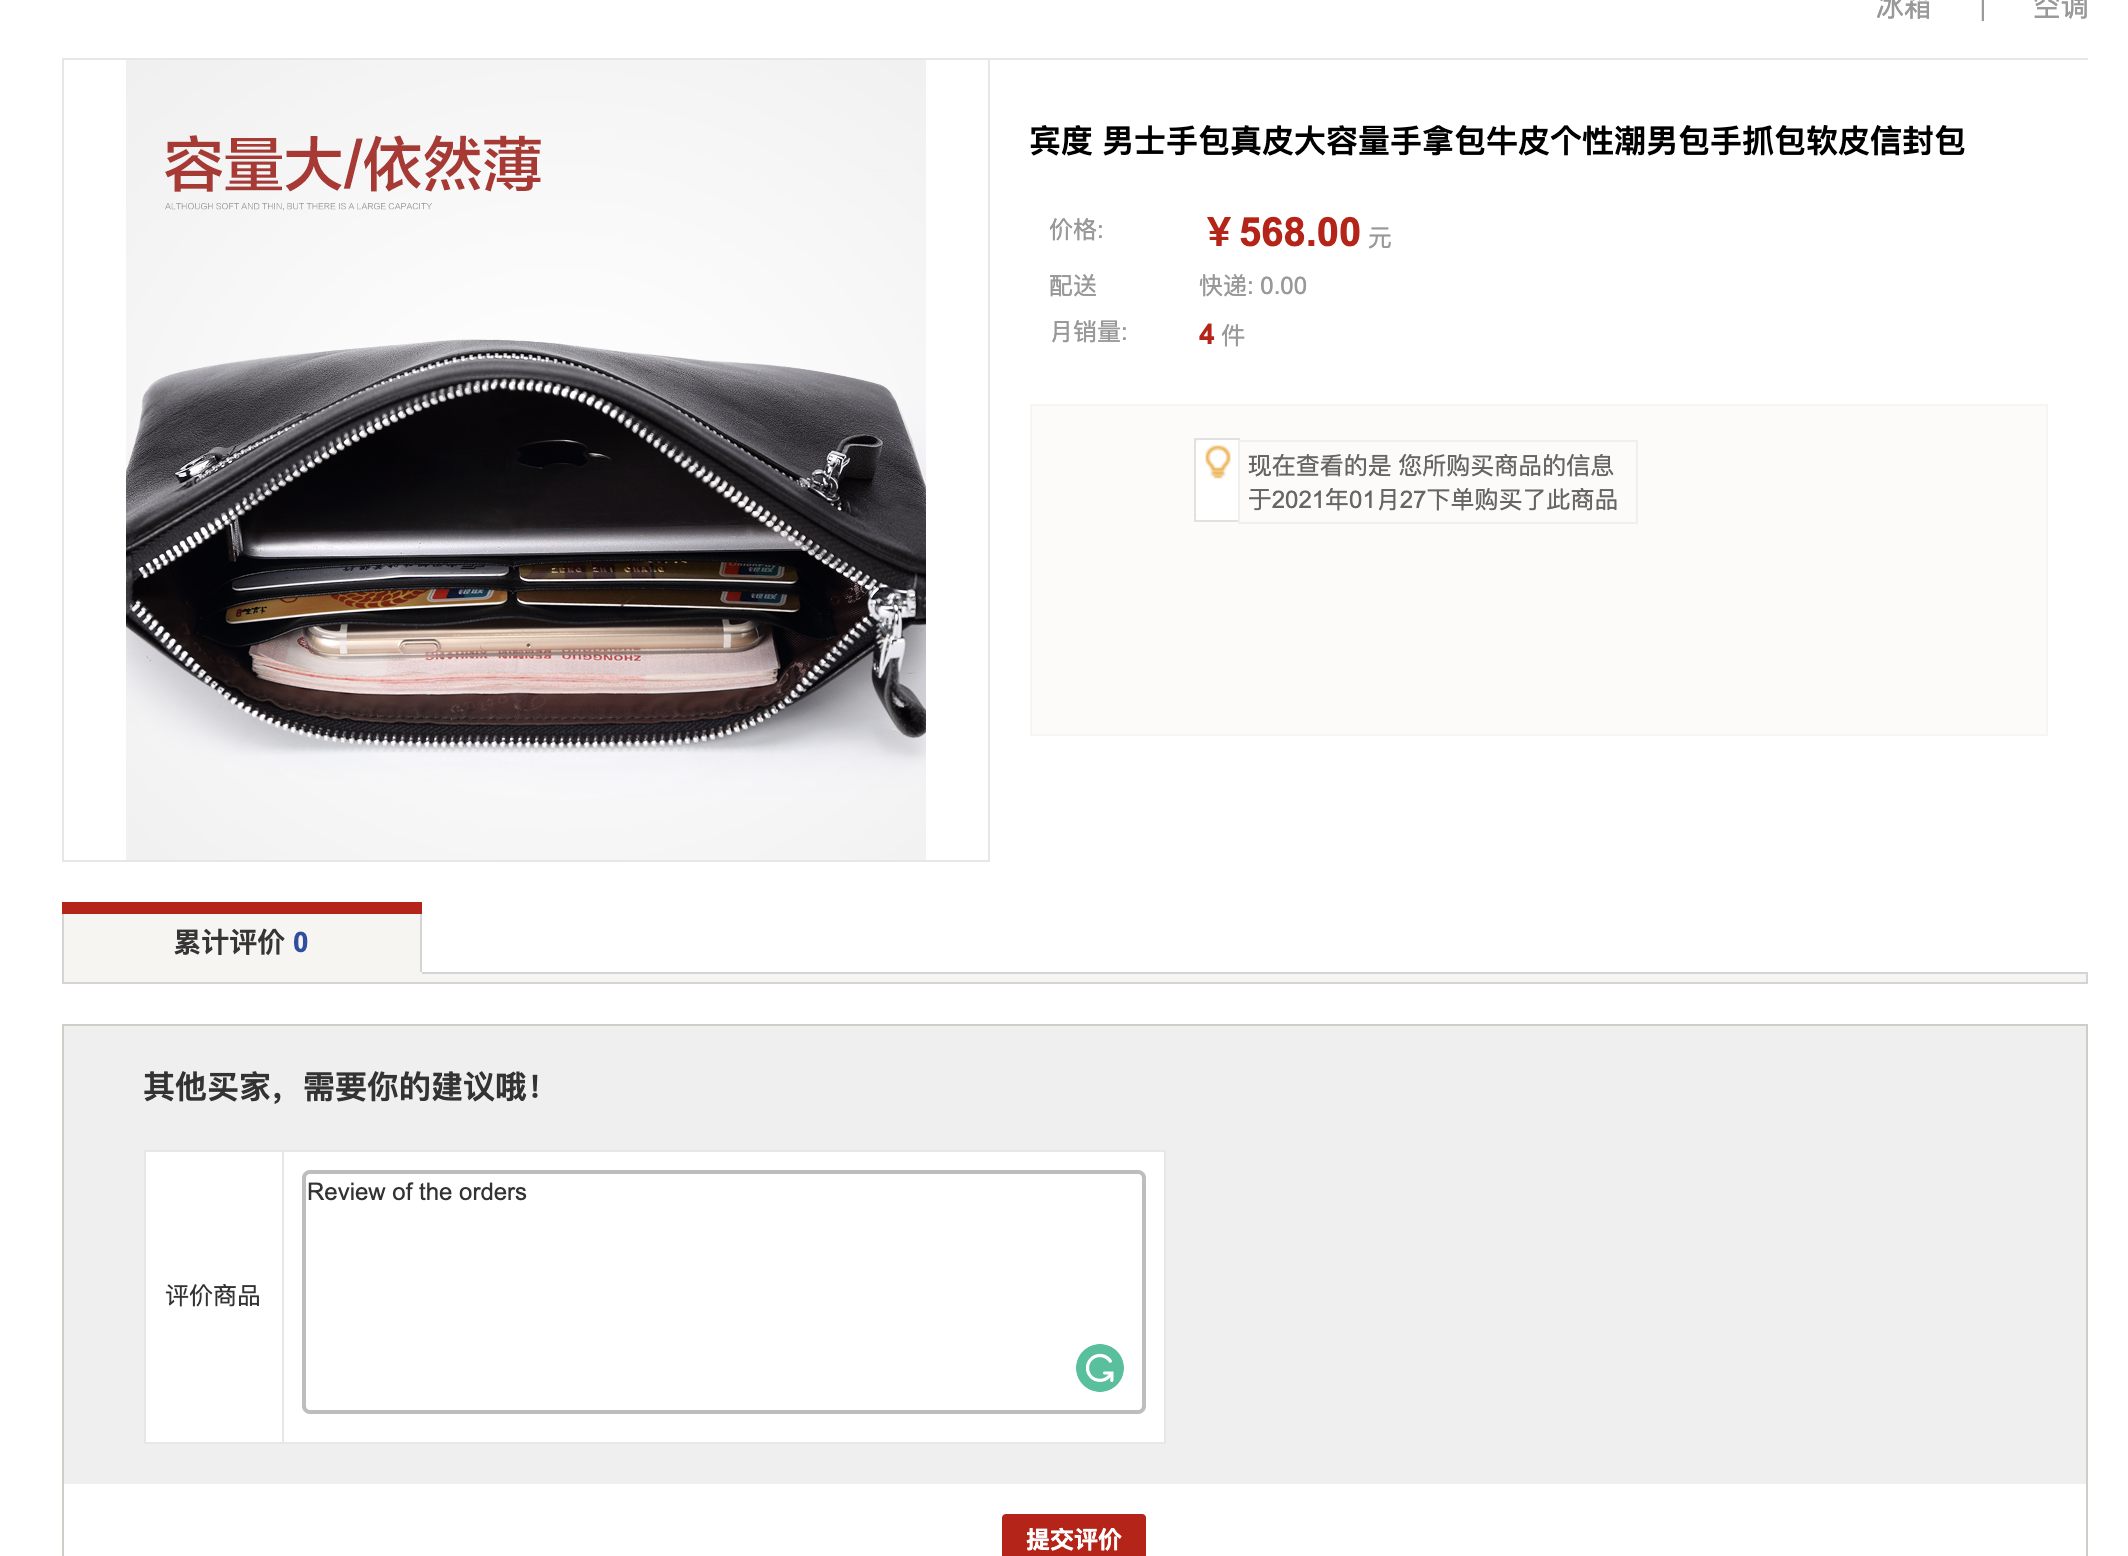 冰箱 | 空调
容量大/依然薄
ALTHOUGH SOFT AND THIN, BUT THERE IS A LARGE CAPACITY
宾度 男士手包真皮大容量手拿包牛皮个性潮男包手抓包软皮信封包
价格: ¥ 568.00 元
配送 快递: 0.00
月销量: 4 件
现在查看的是 您所购买商品的信息
于2021年01月27下单购买了此商品
ZHONGGUO RENMIN YINHANG
累计评价 0
其他买家，需要你的建议哦！
评价商品
Review of the orders
提交评价